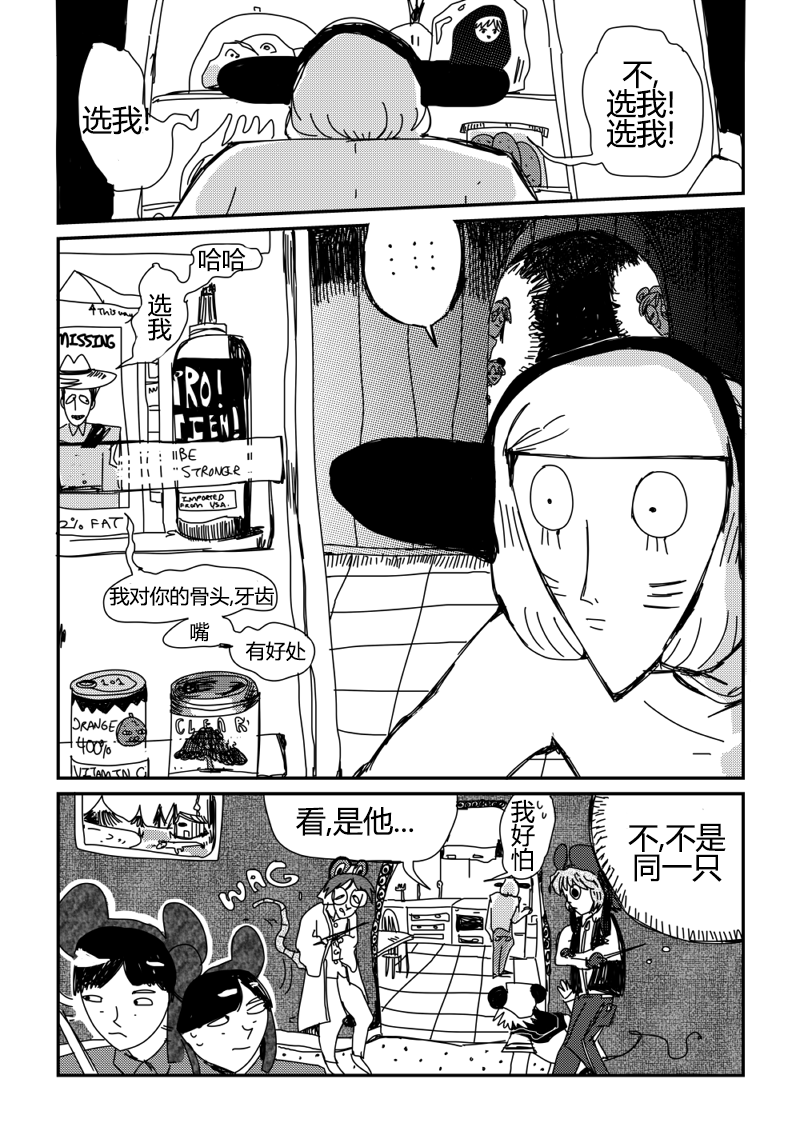 选我!
不,
选我!
选我!
哈哈
选我
4 This way
MISSING
PRO!
TIEN!
BE
STRONGER
IMPORTED
FROM USA.
2% FAT
……
我对你的骨头,牙齿
嘴
有好处
101
ORANGE
400%
VITAMIN C
CLEAR
看,是他...
我好怕
不,不是
同一只
WAG